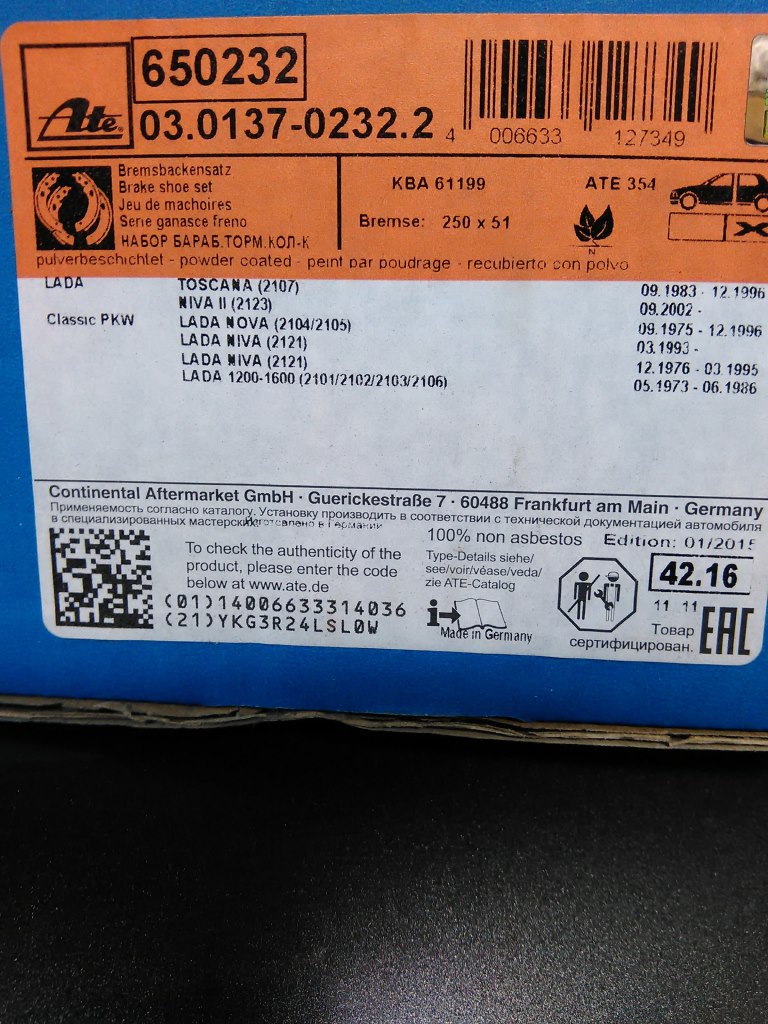 650232
Ate
03.0137-0232.2
4 006633 127349
Bremsbackensatz
Brake shoe set
Jeu de machoires
Serie ganasce freno
НАБОР БАРАБ.ТОРМ.КОЛ-К
KBA 61199
ATE 354
Bremse: 250 x 51
N
X
pulverbeschichtet - powder coated - peint par poudrage - recubierto con polvo
LADA TOSCANA (2107) 09.1983 - 12.1996
NIVA II (2123) 09.2002 -
Classic PKW LADA NOVA (2104/2105) 09.1975 - 12.1996
LADA NIVA (2121) 03.1993 -
LADA NIVA (2121) 12.1976 - 03.1995
LADA 1200-1600 (2101/2102/2103/2106) 05.1973 - 06.1986
Continental Aftermarket GmbH · Guerickestraße 7 · 60488 Frankfurt am Main · Germany
Применяемость согласно каталогу. Установку производить в соответствии с технической документацией автомобиля
в специализированных мастерских Изготовлено в Германии
To check the authenticity of the
product, please enter the code
below at www.ate.de
(01)14006633314036
(21)YKG3R24LSL0W
100% non asbestos
Type-Details siehe/
see/voir/véase/veda/
zie ATE-Catalog
i
Made in Germany
Edition: 01/2015
42.16
11 11
Товар
сертифицирован.
EAC